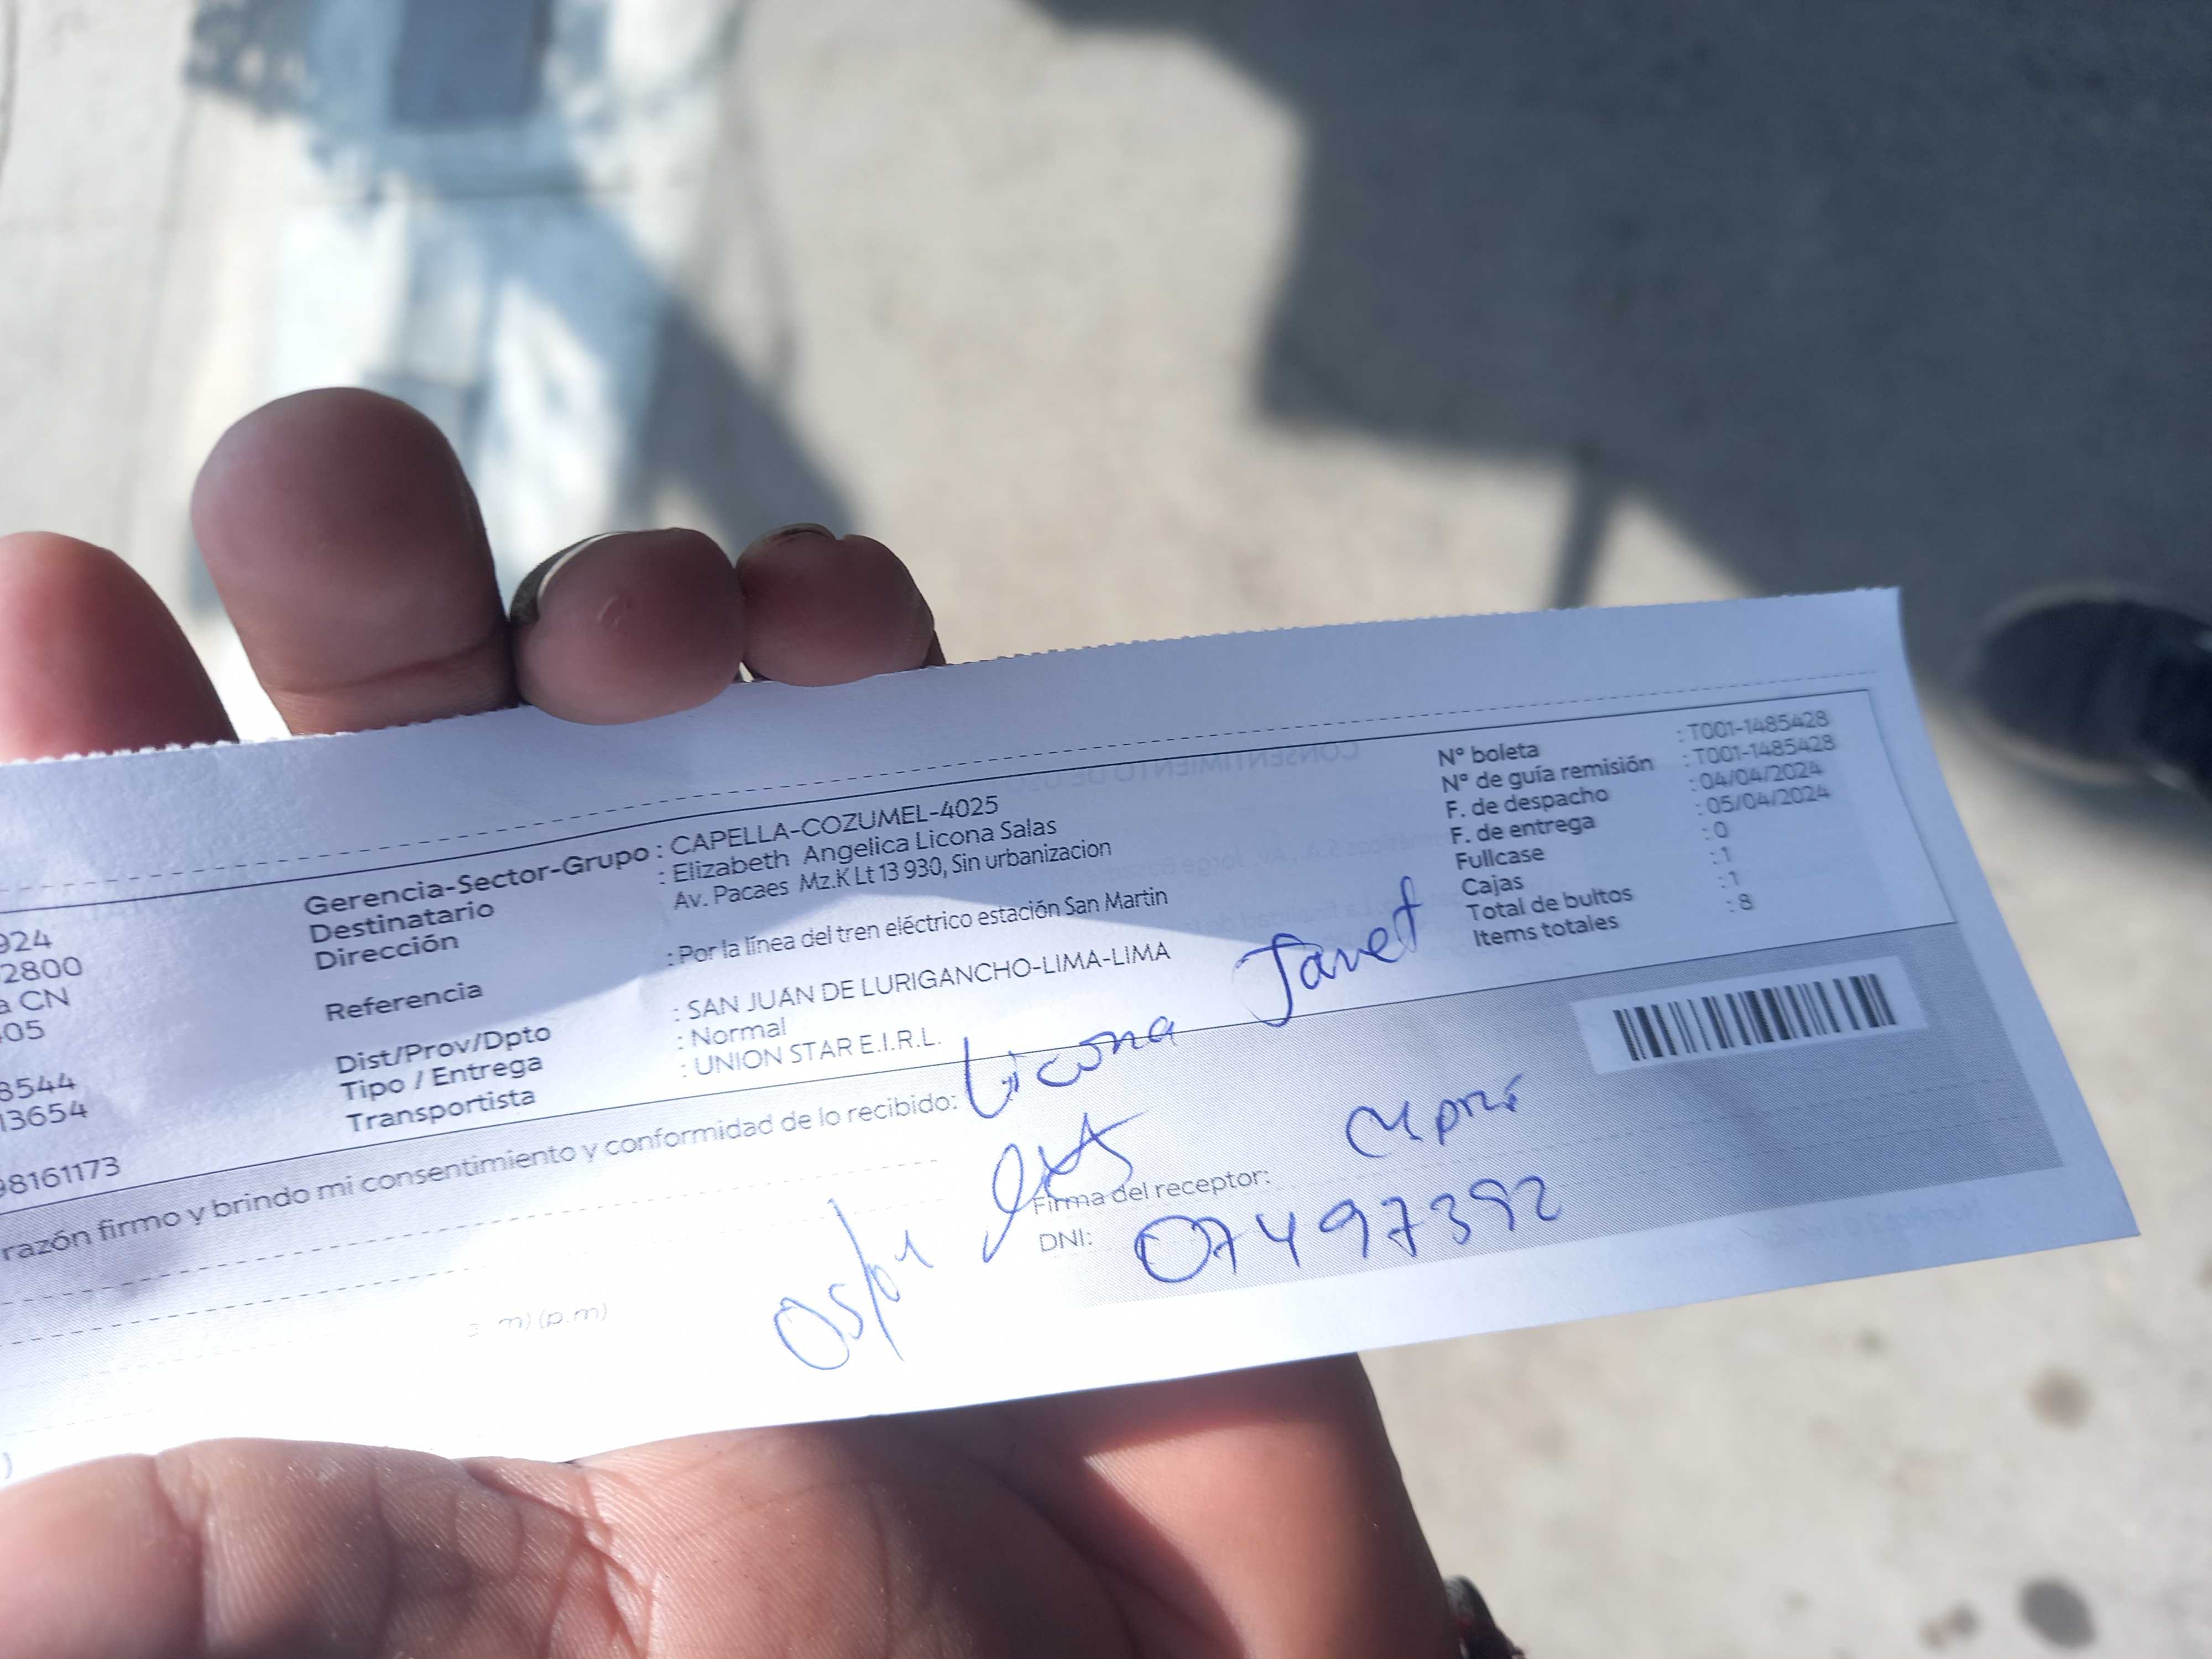 924
2800
a CN
05
8544
13654
98161173
Gerencia-Sector-Grupo : CAPELLA-COZUMEL-4025
Destinatario : Elizabeth Angelica Licona Salas
Dirección Av. Pacaes Mz.K Lt 13 930, Sin urbanizacion
Referencia : Por la línea del tren eléctrico estación San Martin
Dist/Prov/Dpto : SAN JUAN DE LURIGANCHO-LIMA-LIMA
Tipo / Entrega : Normal
Transportista : UNION STAR E.I.R.L.
N° boleta : T001-1485428
N° de guía remisión : T001-1485428
F. de despacho : 04/04/2024
F. de entrega : 05/04/2024
Fullcase : 0
Cajas : 1
Total de bultos : 1
Items totales : 8
razón firmo y brindo mi consentimiento y conformidad de lo recibido: Licona Janet
Firma del receptor:
DNI: 07497392
m) (p.m)